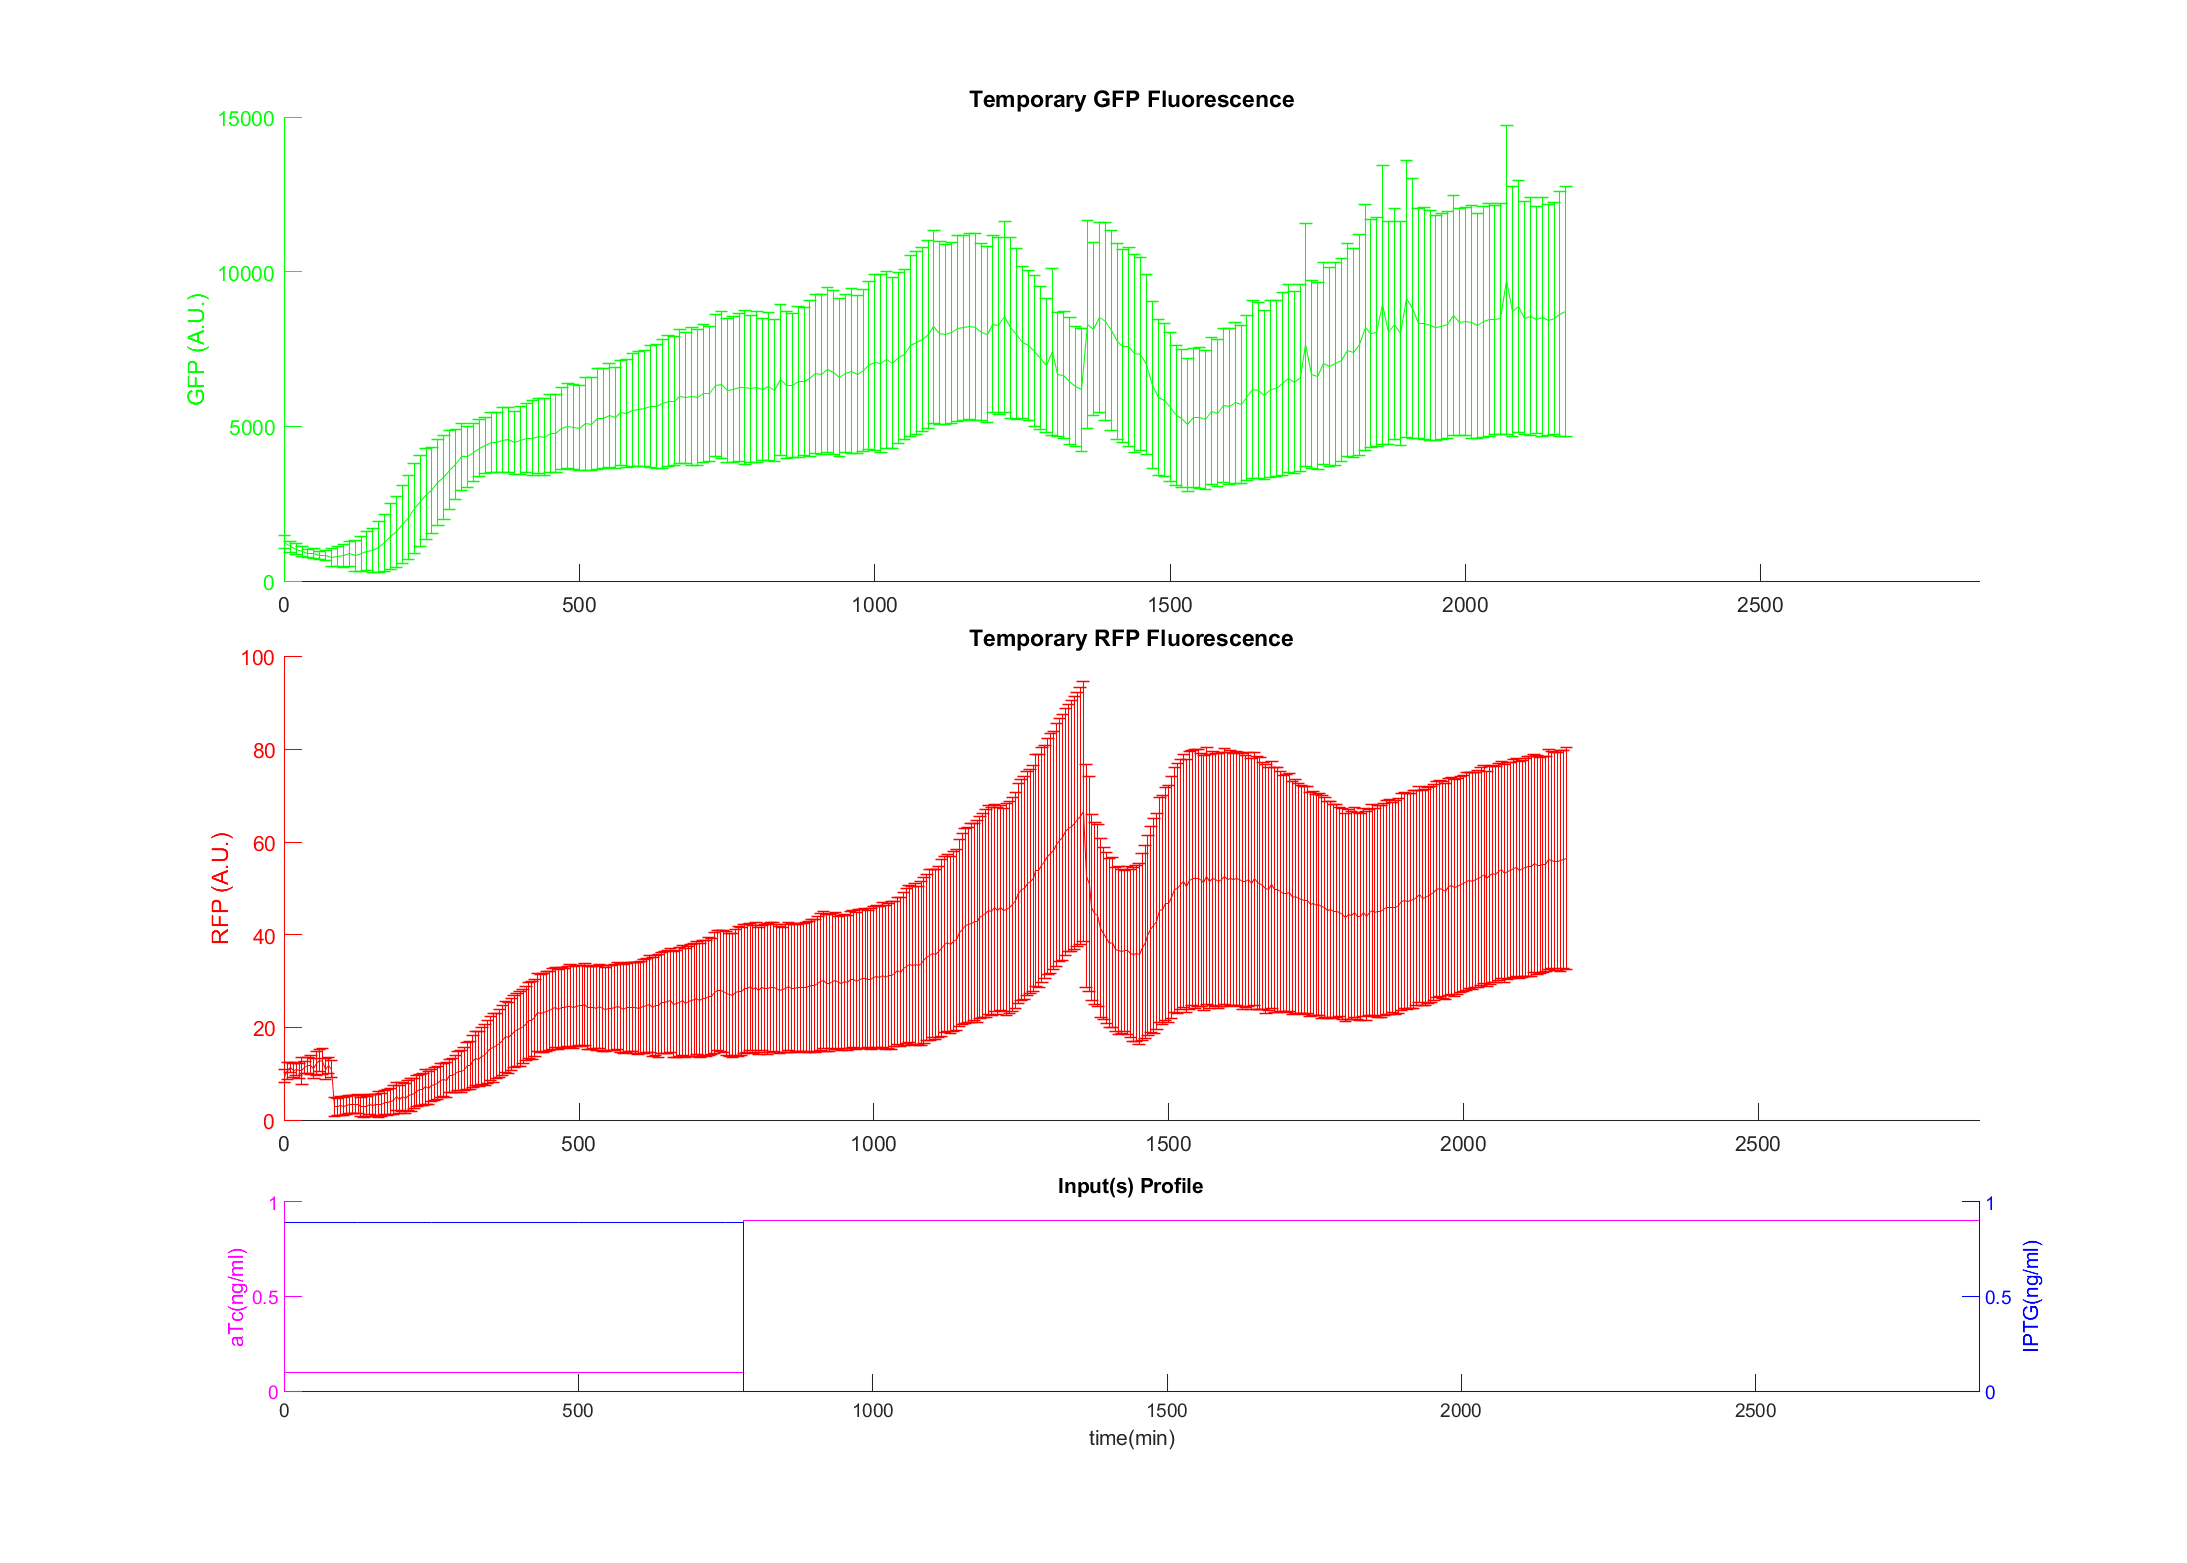 Temporary GFP Fluorescence
15000
10000
5000
0
GFP (A.U.)
0 500 1000 1500 2000 2500
Temporary RFP Fluorescence
100
80
60
40
20
0
RFP (A.U.)
0 500 1000 1500 2000 2500
Input(s) Profile
1
0.5
0
aTc(ng/ml)
1
0.5
0
IPTG(ng/ml)
0 500 1000 1500 2000 2500
time(min)